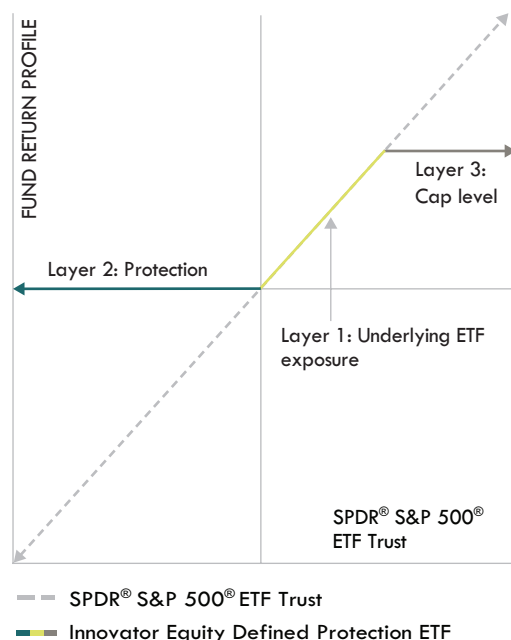 FUND RETURN PROFILE
Layer 3:
Cap level
Layer 2: Protection
Layer 1: Underlying ETF
exposure
SPDR® S&P 500®
ETF Trust
SPDR® S&P 500® ETF Trust
Innovator Equity Defined Protection ETF